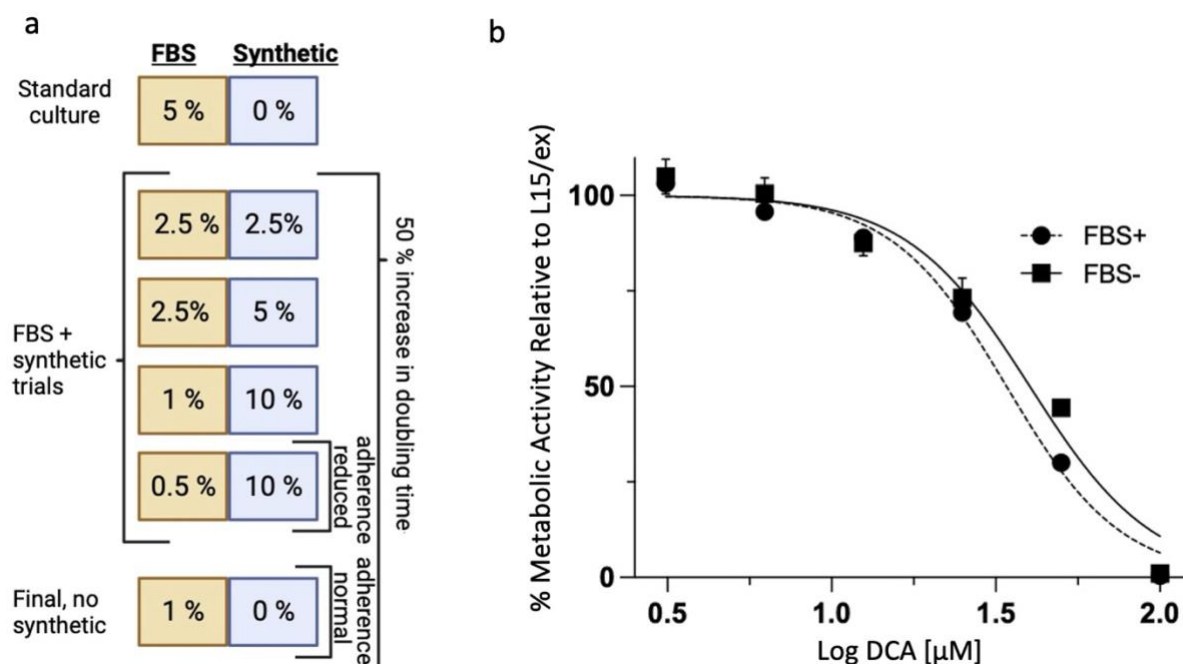 a
FBS Synthetic
Standard
culture
5 % 0 %
FBS +
synthetic
trials
2.5 % 2.5%
2.5% 5 %
1 % 10 %
0.5 % 10 %
adherence
reduced
50 % increase in doubling time
Final, no
synthetic
1 % 0 %
adherence
normal
b
% Metabolic Activity Relative to L15/ex
100
50
0
FBS+
FBS-
0.5 1.0 1.5 2.0
Log DCA [µM]